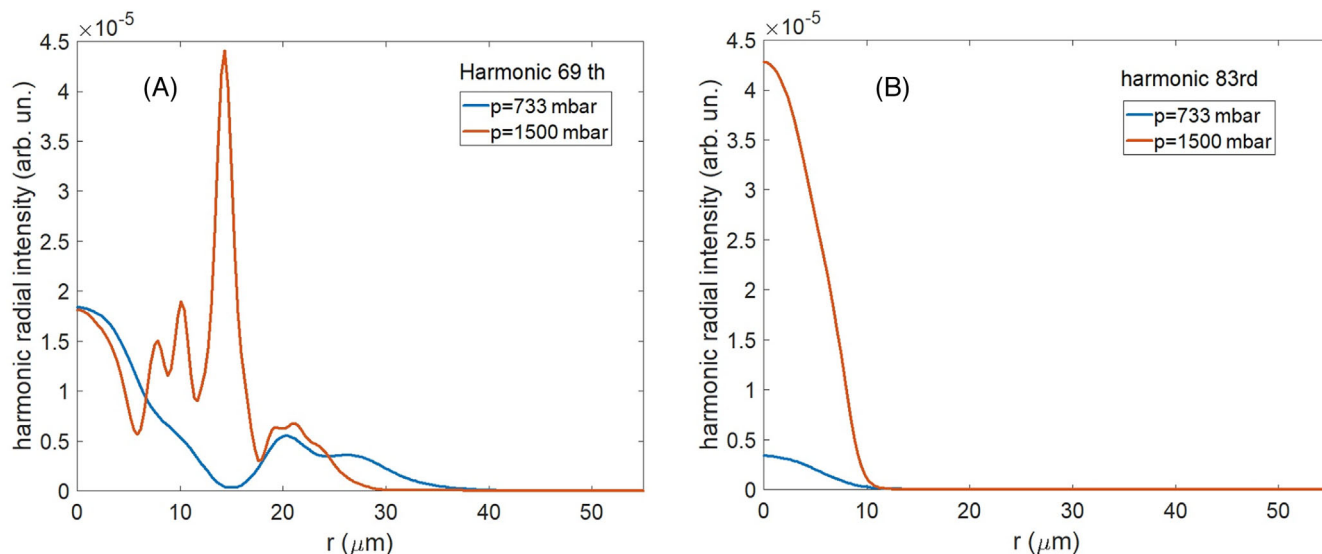 ×10⁻⁵
4.5
4
3.5
3
2.5
2
1.5
1
0.5
0
harmonic radial intensity (arb. un.)
(A)
Harmonic 69 th
p=733 mbar
p=1500 mbar
0 10 20 30 40 50
r (μm)
×10⁻⁵
4.5
4
3.5
3
2.5
2
1.5
1
0.5
0
harmonic radial intensity (arb. un.)
(B)
harmonic 83rd
p=733 mbar
p=1500 mbar
0 10 20 30 40 50
r (μm)